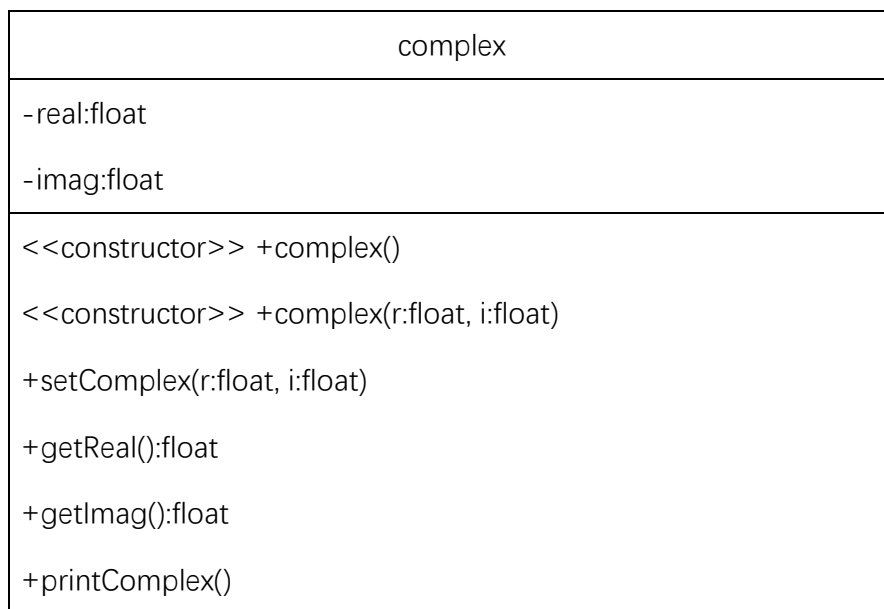 complex
-real:float
-imag:float
<<constructor>> +complex()
<<constructor>> +complex(r:float, i:float)
+setComplex(r:float, i:float)
+getReal():float
+getImag():float
+printComplex()